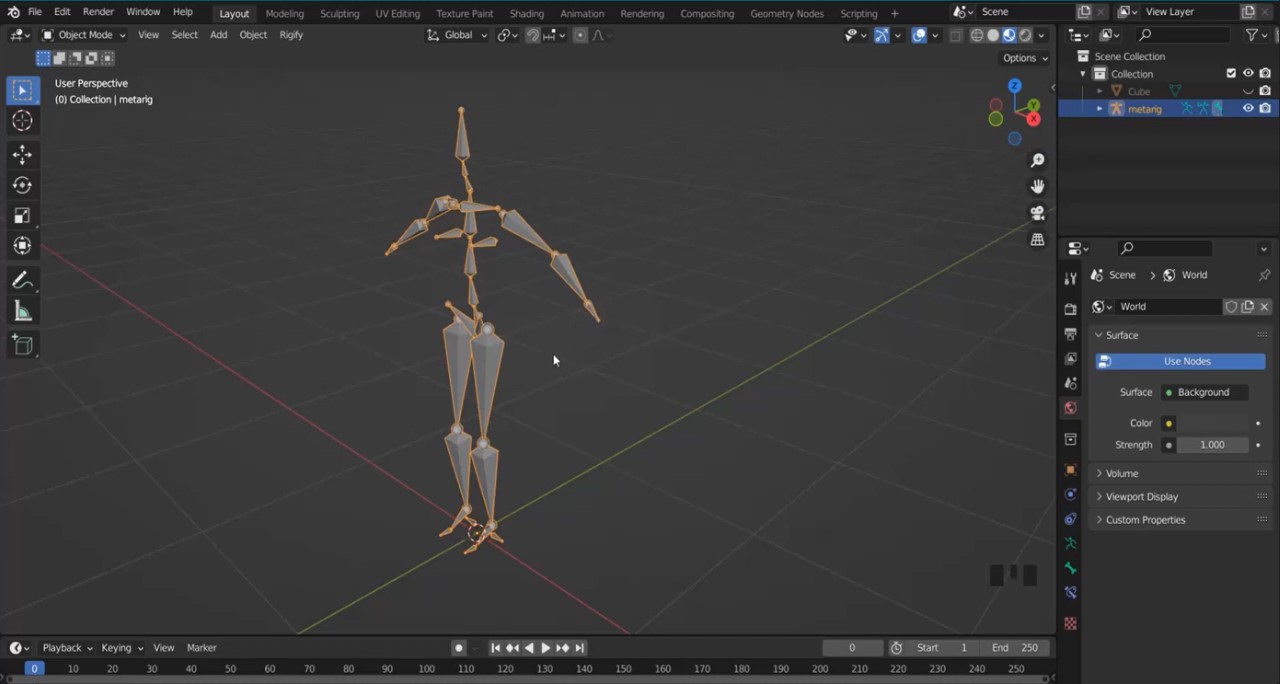 File Edit Render Window Help Layout Modeling Sculpting UV Editing Texture Paint Shading Animation Rendering Compositing Geometry Nodes Scripting + Scene View Layer
Object Mode View Select Add Object Rigify Global
Options
User Perspective
(0) Collection | metarig
Z
Y
X
Scene Collection
Collection
Cube
metarig
Scene > World
World
Surface
Use Nodes
Surface Background
Color
Strength 1.000
Volume
Viewport Display
Custom Properties
Playback Keying View Marker 0 Start 1 End 250
0 10 20 30 40 50 60 70 80 90 100 110 120 130 140 150 160 170 180 190 200 210 220 230 240 250